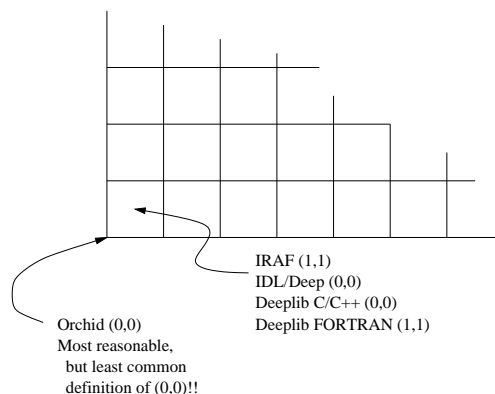 IRAF (1,1)
IDL/Deep (0,0)
Deeplib C/C++ (0,0)
Deeplib FORTRAN (1,1)
Orchid (0,0)
Most reasonable,
but least common
definition of (0,0)!!